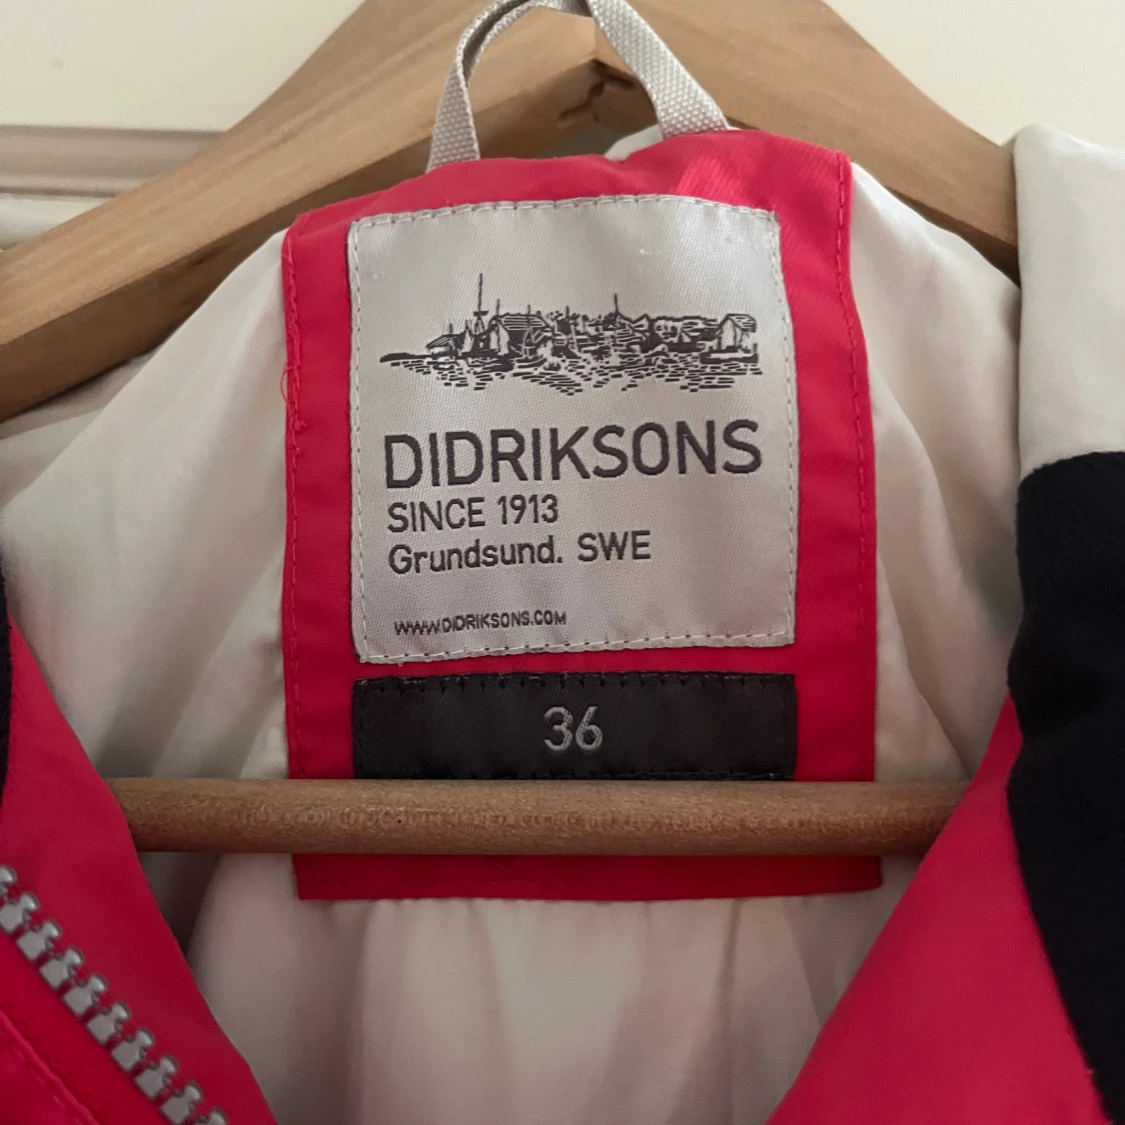 DIDRIKSONS
SINCE 1913
Grundsund. SWE
WWW.DIDRIKSONS.COM
36